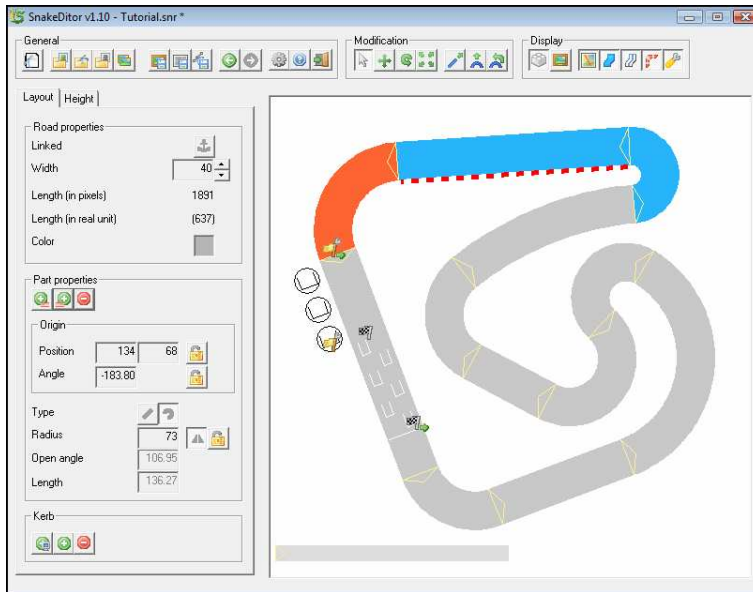 SnakeEditor v1.10 - Tutorial.snr *
General
Modification
Display
Layout
Height
Road properties
Linked
Width 40
Length (in pixels) 1891
Length (in real unit) (637)
Color
Part properties
Origin
Position 134 68
Angle -183.80
Type
Radius 73
Open angle 106.95
Length 136.27
Kerb